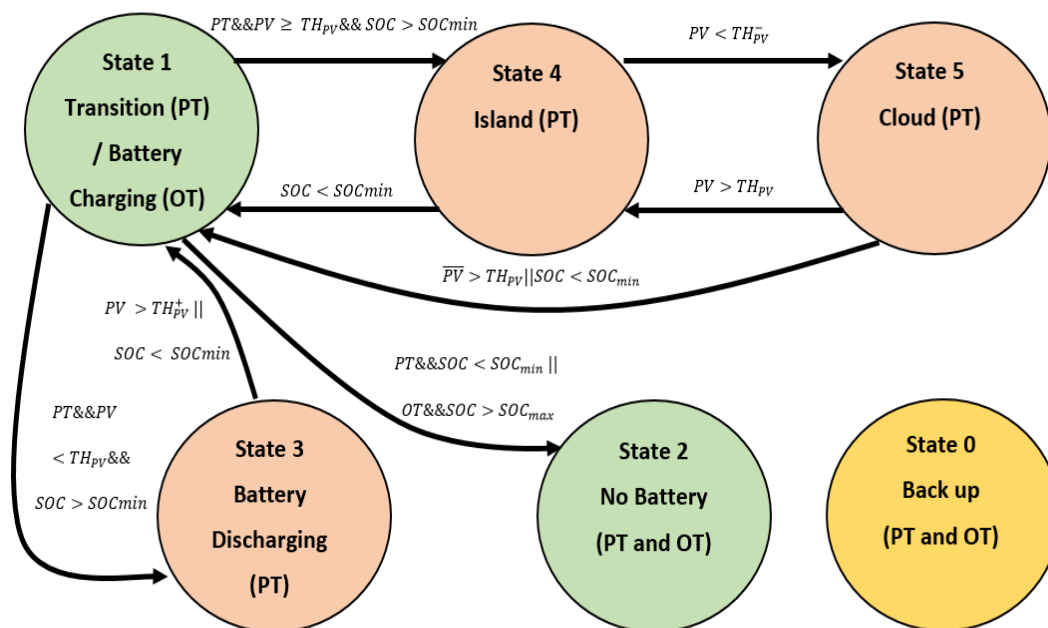 PT&&PV ≥ TH_PV && SOC > SOCmin
PV < TH⁻_PV
State 1
Transition (PT)
/ Battery
Charging (OT)
State 4
Island (PT)
State 5
Cloud (PT)
SOC < SOCmin
PV > TH_PV
P̅V̅ > TH_PV||SOC < SOC_min
PV > TH⁺_PV ||
SOC < SOCmin
PT&&SOC < SOC_min ||
OT&&SOC > SOC_max
PT&&PV
< TH_PV&&
SOC > SOCmin
State 3
Battery
Discharging
(PT)
State 2
No Battery
(PT and OT)
State 0
Back up
(PT and OT)